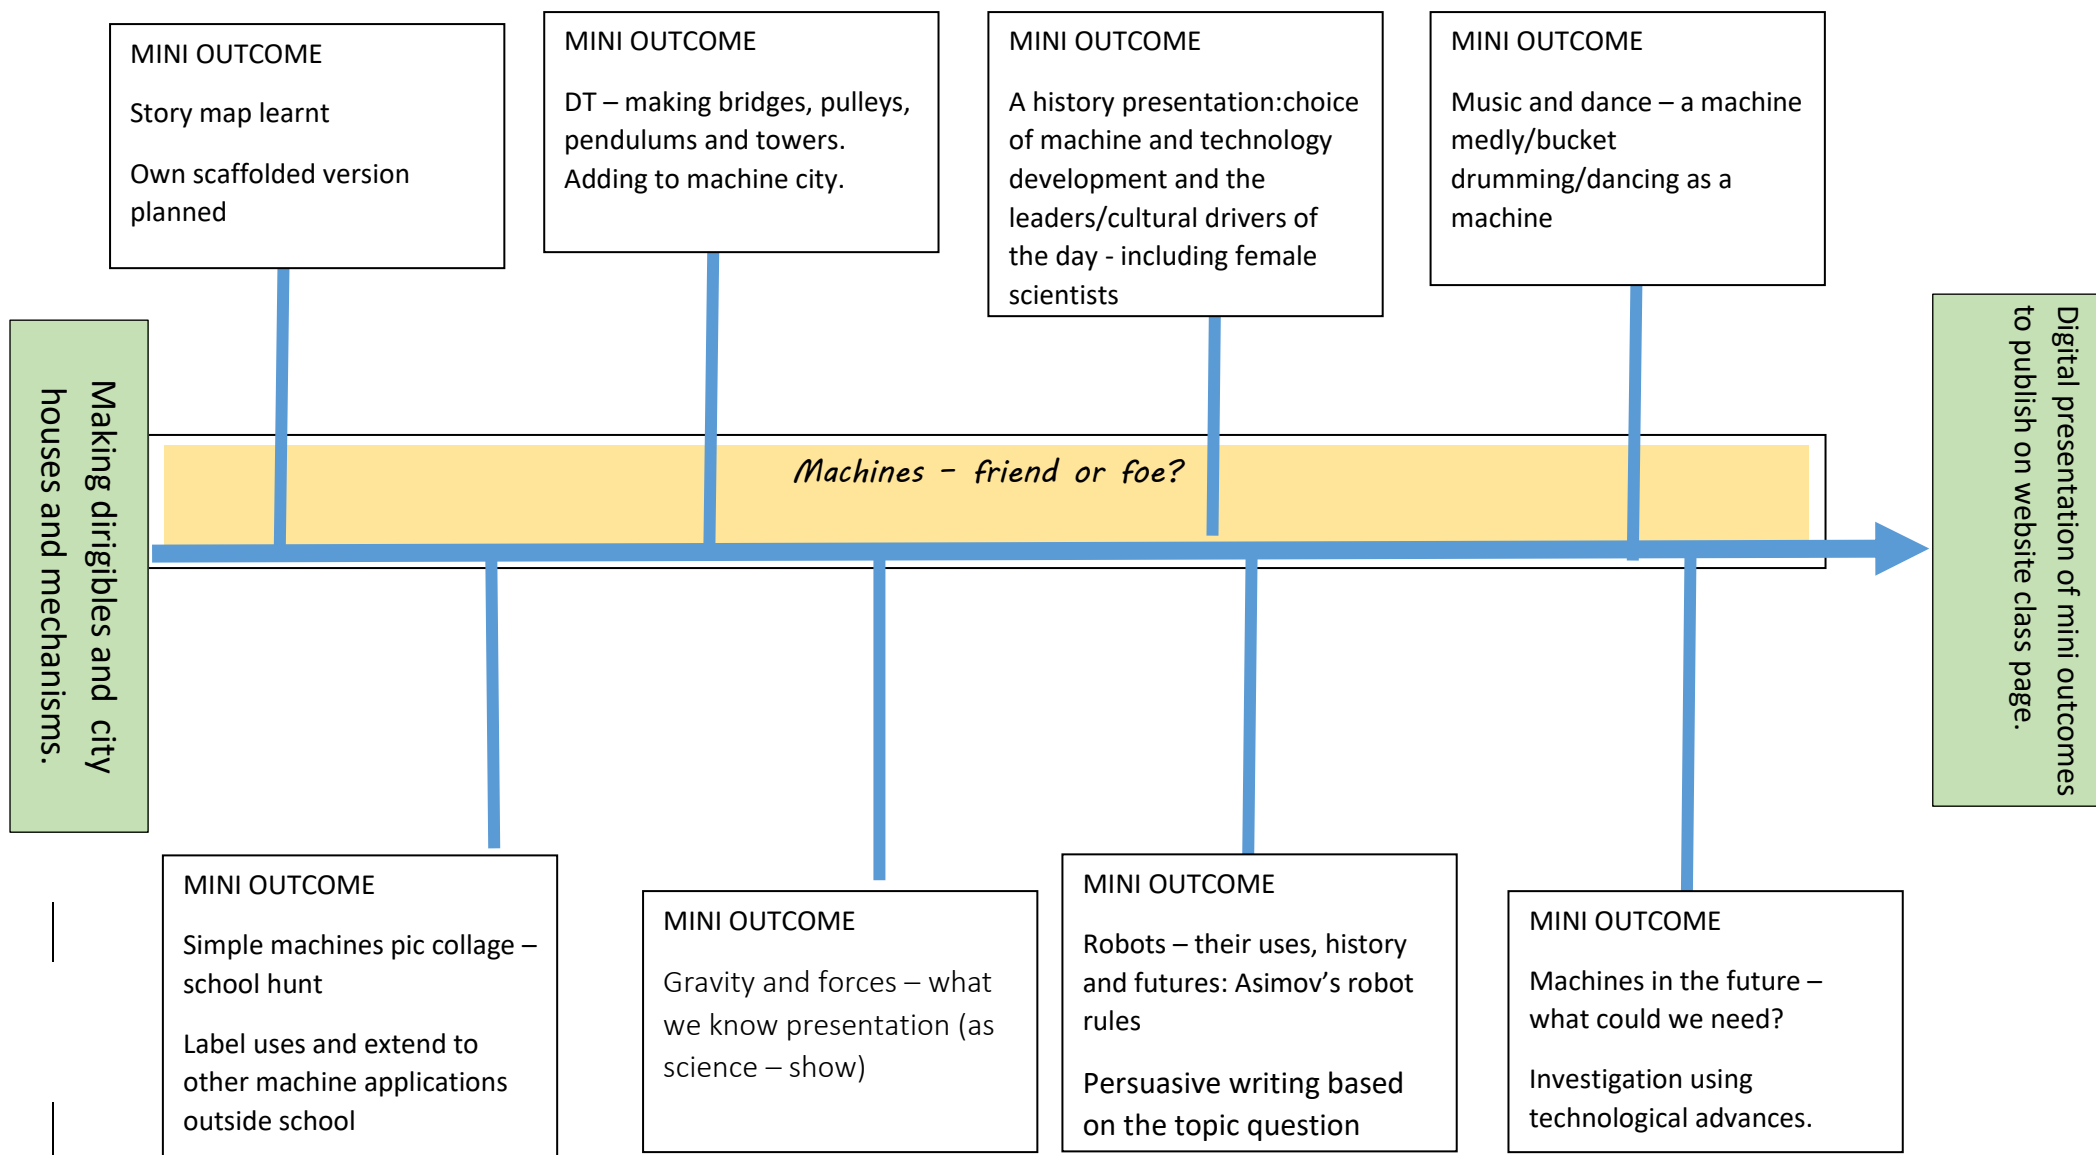 MINI OUTCOME
Story map learnt
Own scaffolded version
planned
MINI OUTCOME
DT – making bridges, pulleys,
pendulums and towers.
Adding to machine city.
MINI OUTCOME
A history presentation:choice
of machine and technology
development and the
leaders/cultural drivers of
the day - including female
scientists
MINI OUTCOME
Music and dance – a machine
medly/bucket
drumming/dancing as a
machine
Making dirigibles and city
houses and mechanisms.
Machines – friend or foe?
Digital presentation of mini outcomes
to publish on website class page.
MINI OUTCOME
Simple machines pic collage –
school hunt
Label uses and extend to
other machine applications
outside school
MINI OUTCOME
Gravity and forces – what
we know presentation (as
science – show)
MINI OUTCOME
Robots – their uses, history
and futures: Asimov’s robot
rules
Persuasive writing based
on the topic question
MINI OUTCOME
Machines in the future –
what could we need?
Investigation using
technological advances.